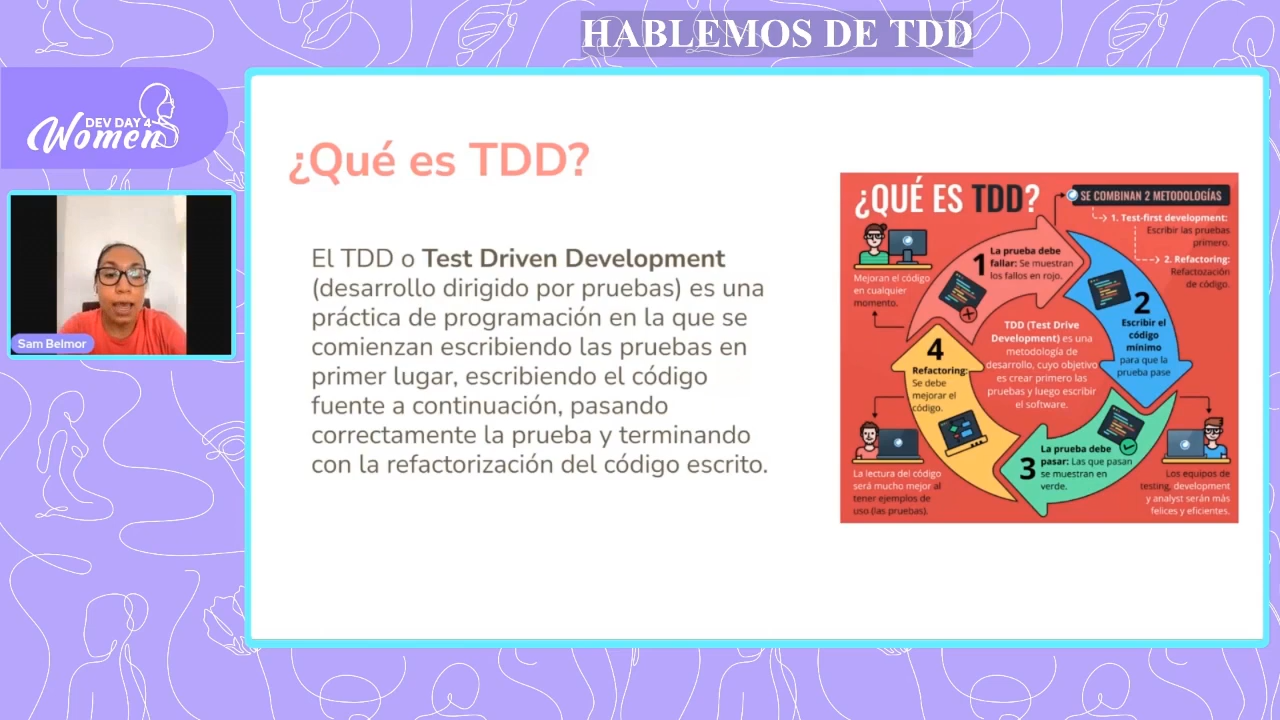 HABLEMOS DE TDD
DEV DAY 4
Women
Sam Belmor
¿Qué es TDD?
El TDD o Test Driven Development
(desarrollo dirigido por pruebas) es una
práctica de programación en la que se
comienzan escribiendo las pruebas en
primer lugar, escribiendo el código
fuente a continuación, pasando
correctamente la prueba y terminando
con la refactorización del código escrito.
¿QUÉ ES TDD?
SE COMBINAN 2 METODOLOGÍAS
1. Test-first development:
Escribir las pruebas
primero.
2. Refactoring:
Refactozación
de código.
1
La prueba debe
fallar: Se muestran
los fallos en rojo.
2
Escribir el
código
mínimo
para que la
prueba pase
3
La prueba debe
pasar: Las que pasan
se muestran en
verde.
4
Refactoring:
Se debe
mejorar el
código.
TDD (Test Drive
Development) es una
metodología de
desarrollo, cuyo objetivo
es crear primero las
pruebas y luego escribir
el software.
Mejoran el código
en cualquier
momento.
La lectura del código
será mucho mejor al
tener ejemplos de
uso (las pruebas).
Los equipos de
testing, development
y analyst serán más
felices y eficientes.